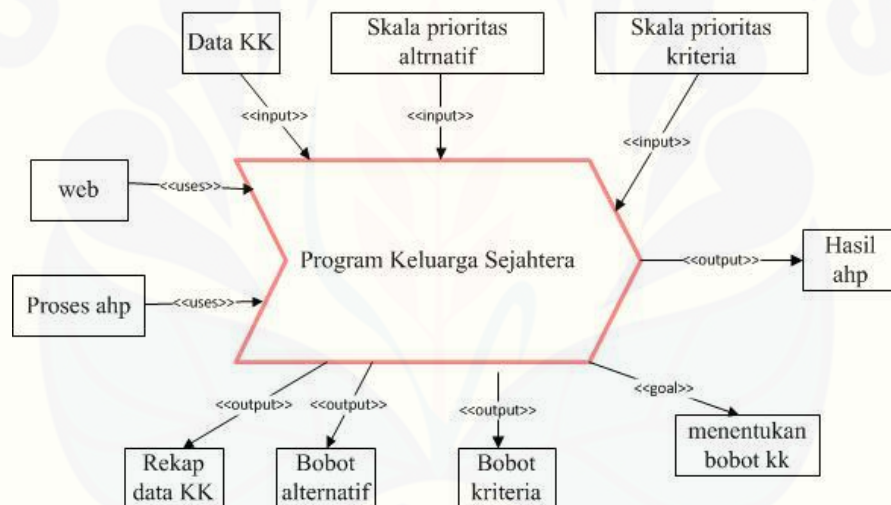 Data KK
Skala prioritas
altrnatif
Skala prioritas
kriteria
<<input>>
<<input>>
<<input>>
web
<<uses>>
Program Keluarga Sejahtera
<<output>>
Hasil
ahp
Proses ahp
<<uses>>
<<output>>
<<output>>
<<output>>
<<goal>>
Rekap
data KK
Bobot
alternatif
Bobot
kriteria
menentukan
bobot kk